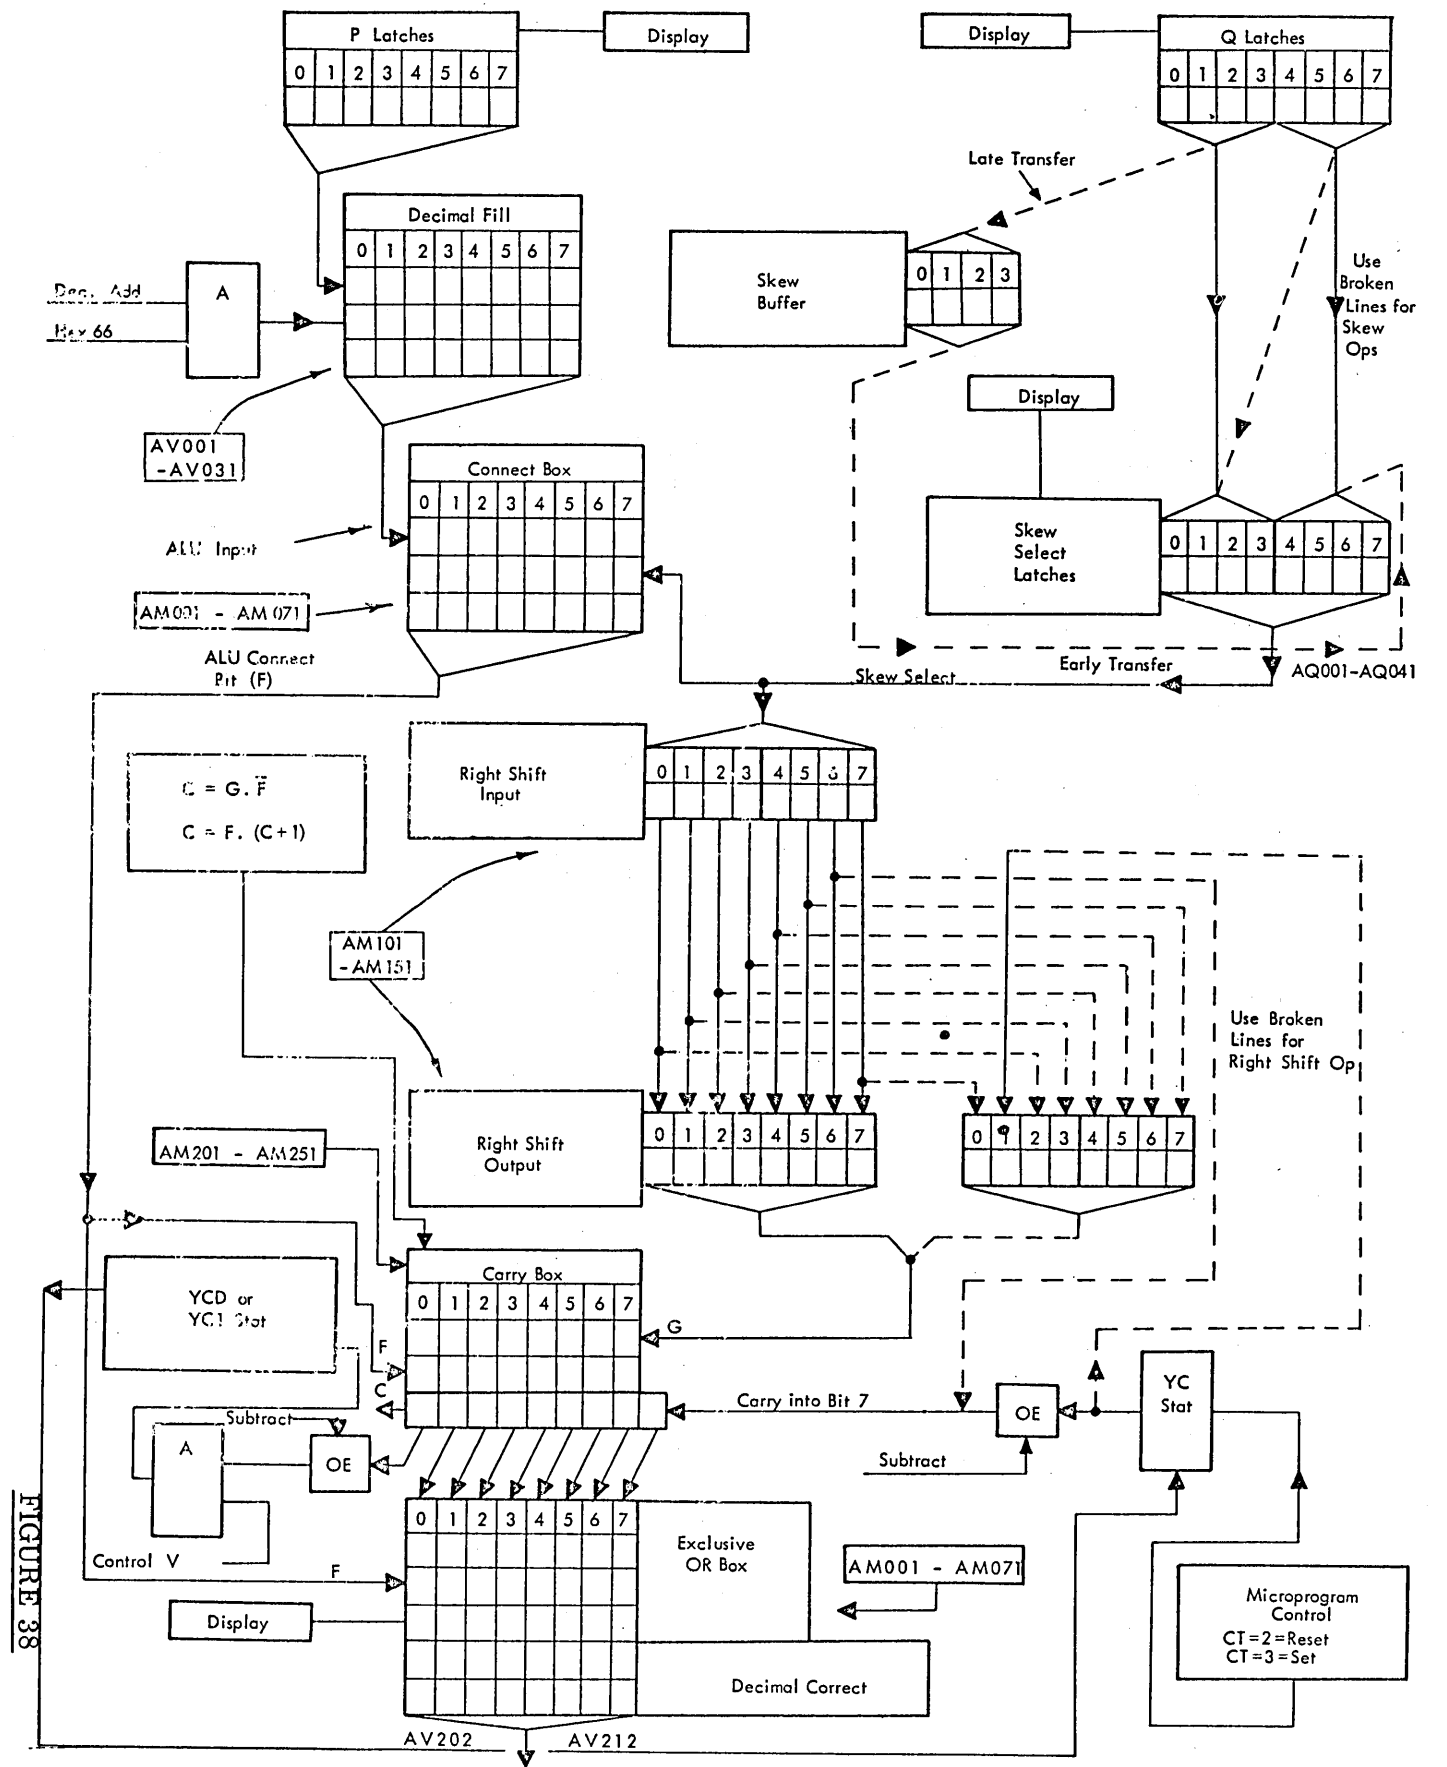 P Latches
0 1 2 3 4 5 6 7
Display
Display
Q Latches
0 1 2 3 4 5 6 7
Late Transfer
Decimal Fill
0 1 2 3 4 5 6 7
Skew
Buffer
0 1 2 3
Use
Broken
Lines for
Skew
Ops
A
Dec. Add
Hex 66
Display
AV001
-AV031
Connect Box
0 1 2 3 4 5 6 7
Skew
Select
Latches
0 1 2 3 4 5 6 7
ALU Input
AM001 - AM071
ALU Connect
(F)
Early Transfer
Skew Select
AQ001-AQ041
Right Shift
Input
0 1 2 3 4 5 6 7
C = G. F̅
C = F. (C+1)
AM101
-AM151
Use Broken
Lines for
Right Shift Op
Right Shift
Output
0 1 2 3 4 5 6 7
0 1 2 3 4 5 6 7
AM201 - AM251
Carry Box
0 1 2 3 4 5 6 7
YCD or
YC1 Stat
G
F
C
Carry into Bit 7
OE
YC
Stat
Subtract
A
OE
Subtract
0 1 2 3 4 5 6 7
Exclusive
OR Box
Control V
F
AM001 - AM071
Display
Microprogram
Control
CT=2=Reset
CT=3=Set
Decimal Correct
AV202
AV212
FIGURE 38